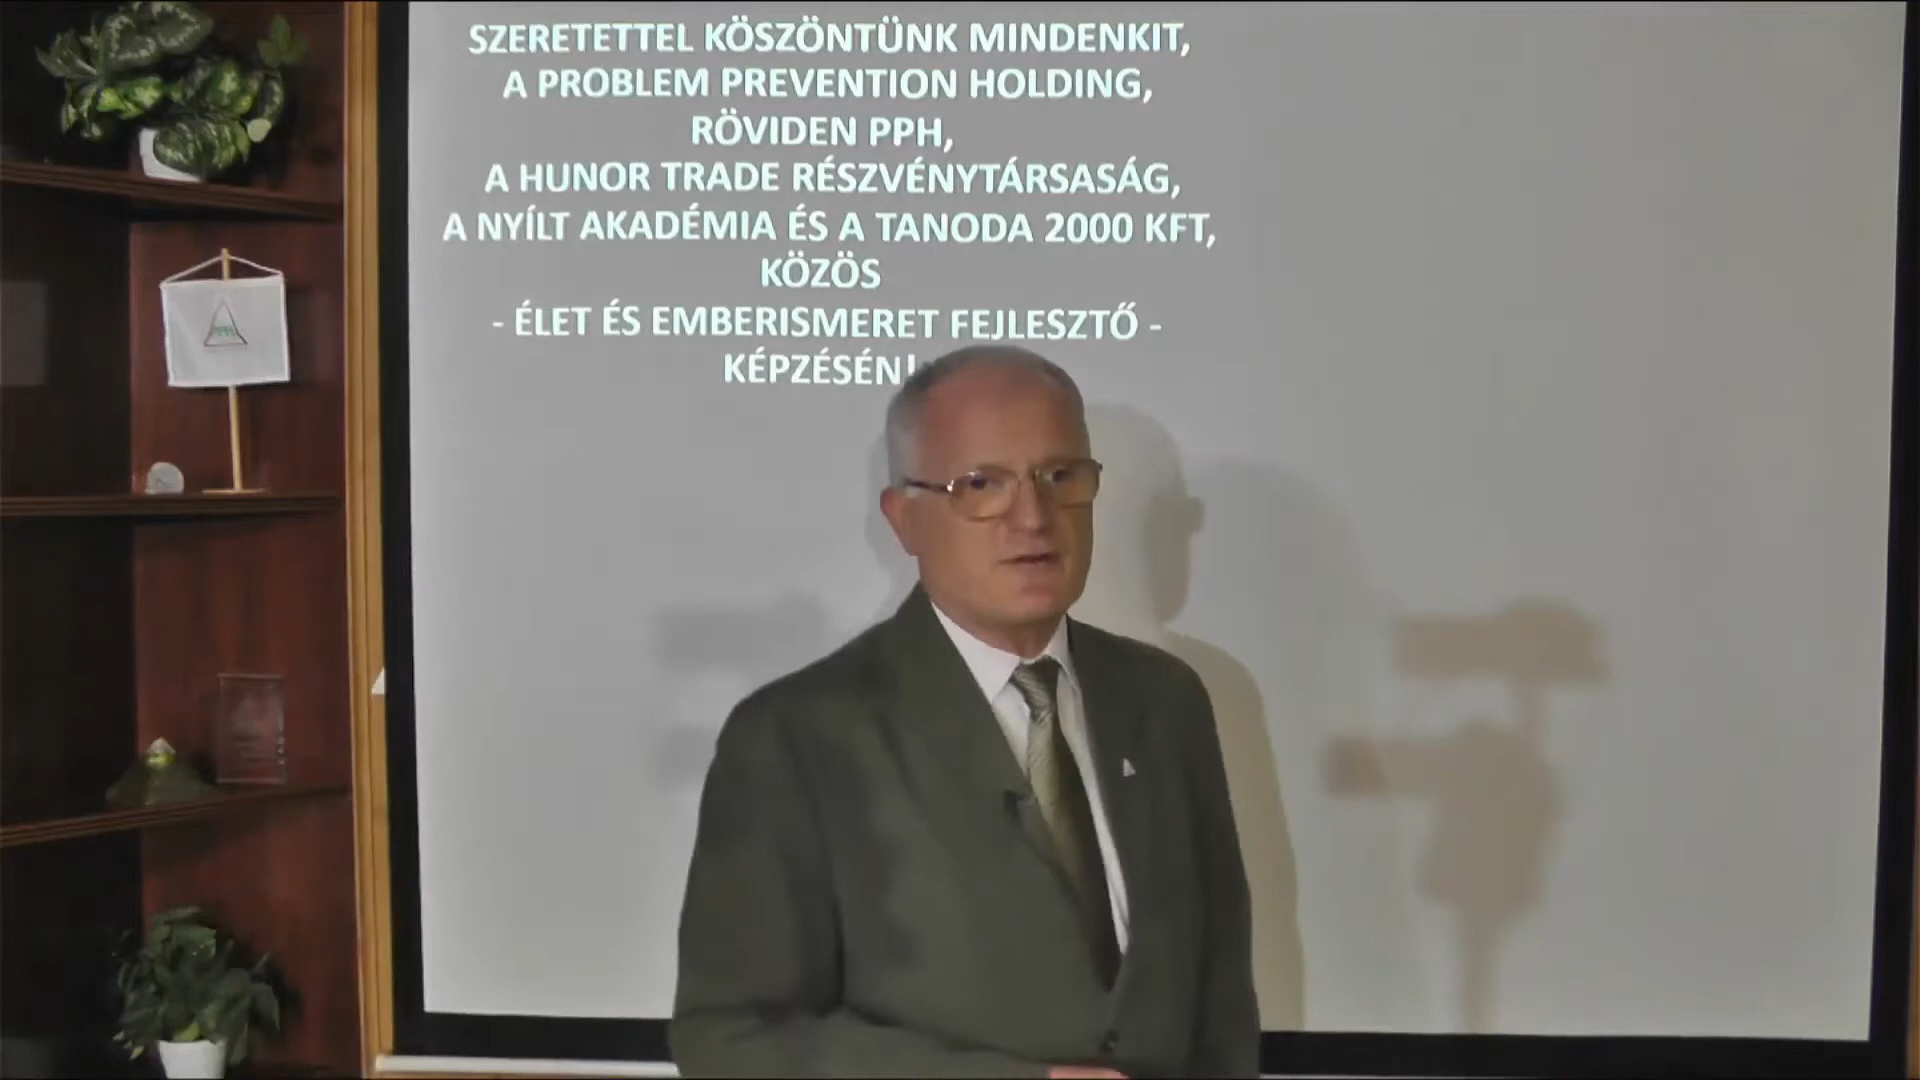 SZERETETTEL KÖSZÖNTÜNK MINDENKIT,
A PROBLEM PREVENTION HOLDING,
RÖVIDEN PPH,
A HUNOR TRADE RÉSZVÉNYTÁRSASÁG,
A NYÍLT AKADÉMIA ÉS A TANODA 2000 KFT,
KÖZÖS
- ÉLET ÉS EMBERISMERET FEJLESZTŐ -
KÉPZÉSÉN!